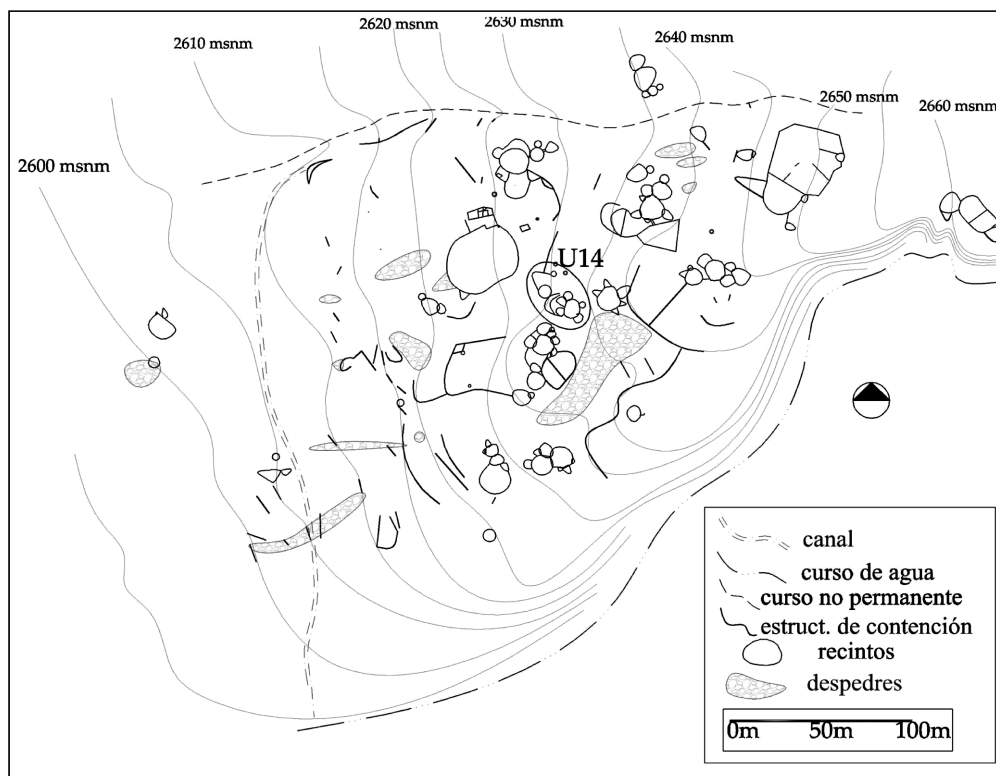 2630 msnm
2620 msnm
2640 msnm
2610 msnm
2650 msnm
2660 msnm
2600 msnm
U14
canal
curso de agua
curso no permanente
estruct. de contención
recintos
despedres
0m 50m 100m